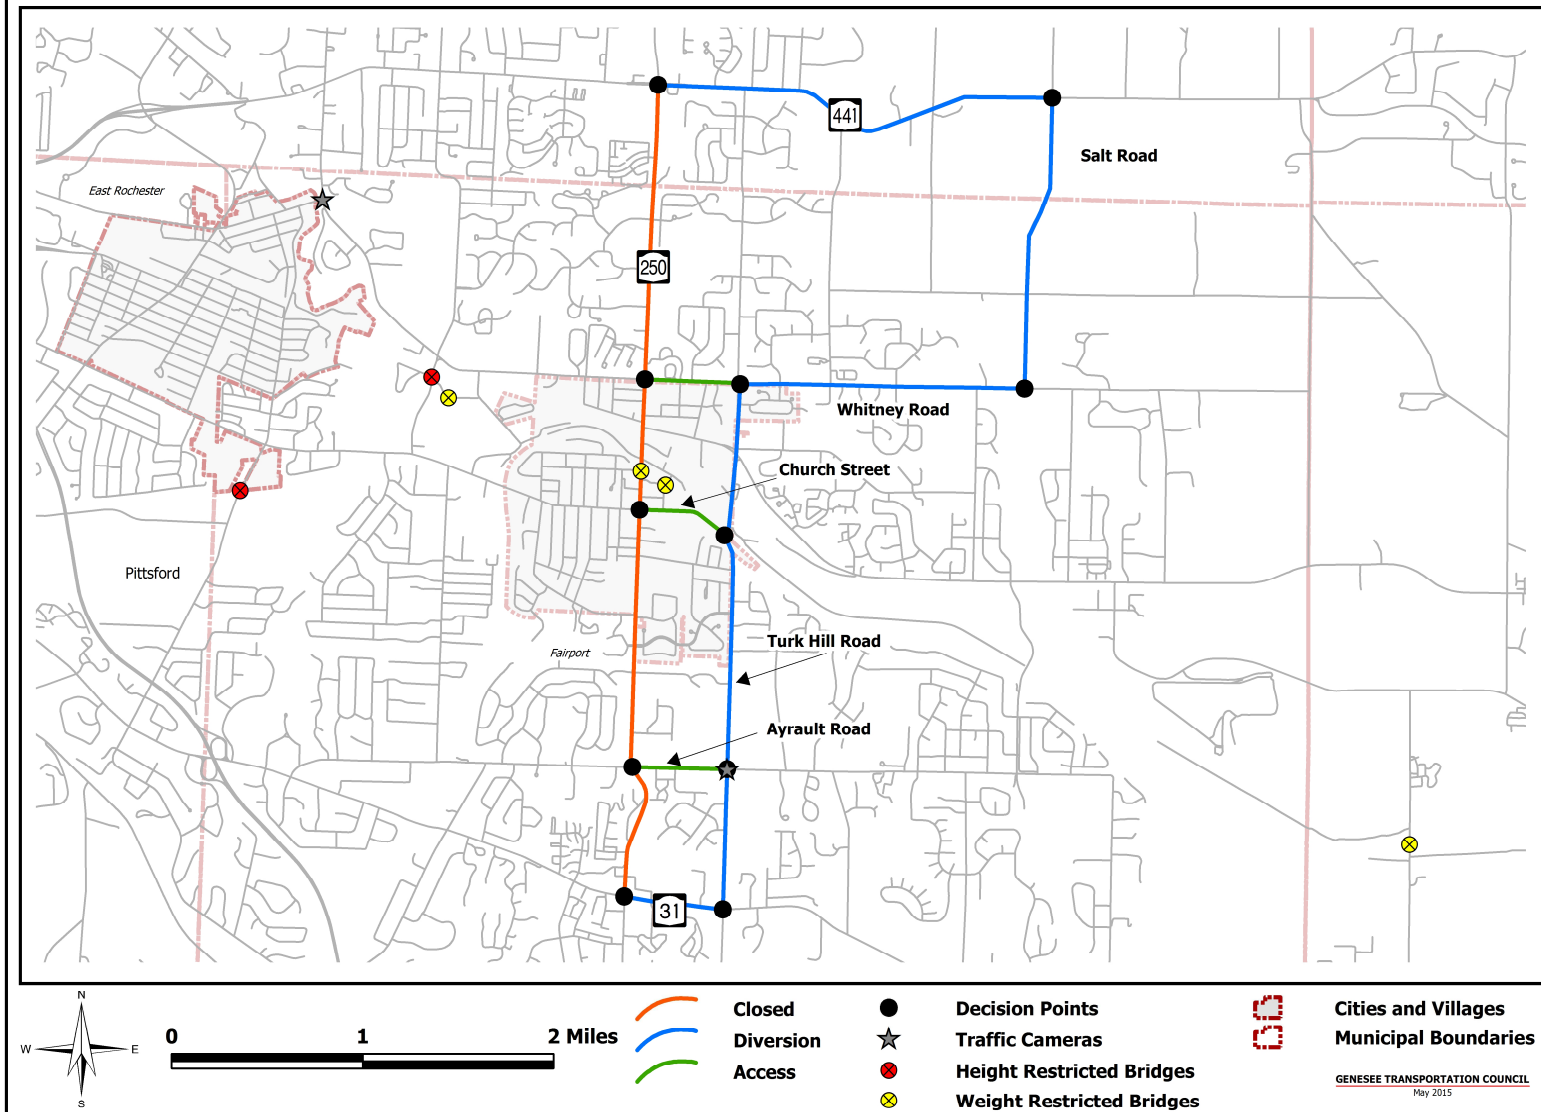 441
Salt Road
East Rochester
250
Whitney Road
Church Street
Pittsford
Turk Hill Road
Fairport
Ayrault Road
31
N
W E
S
0 1 2 Miles
Closed
Diversion
Access
Decision Points
Traffic Cameras
Height Restricted Bridges
Weight Restricted Bridges
Cities and Villages
Municipal Boundaries
GENESEE TRANSPORTATION COUNCIL
May 2015